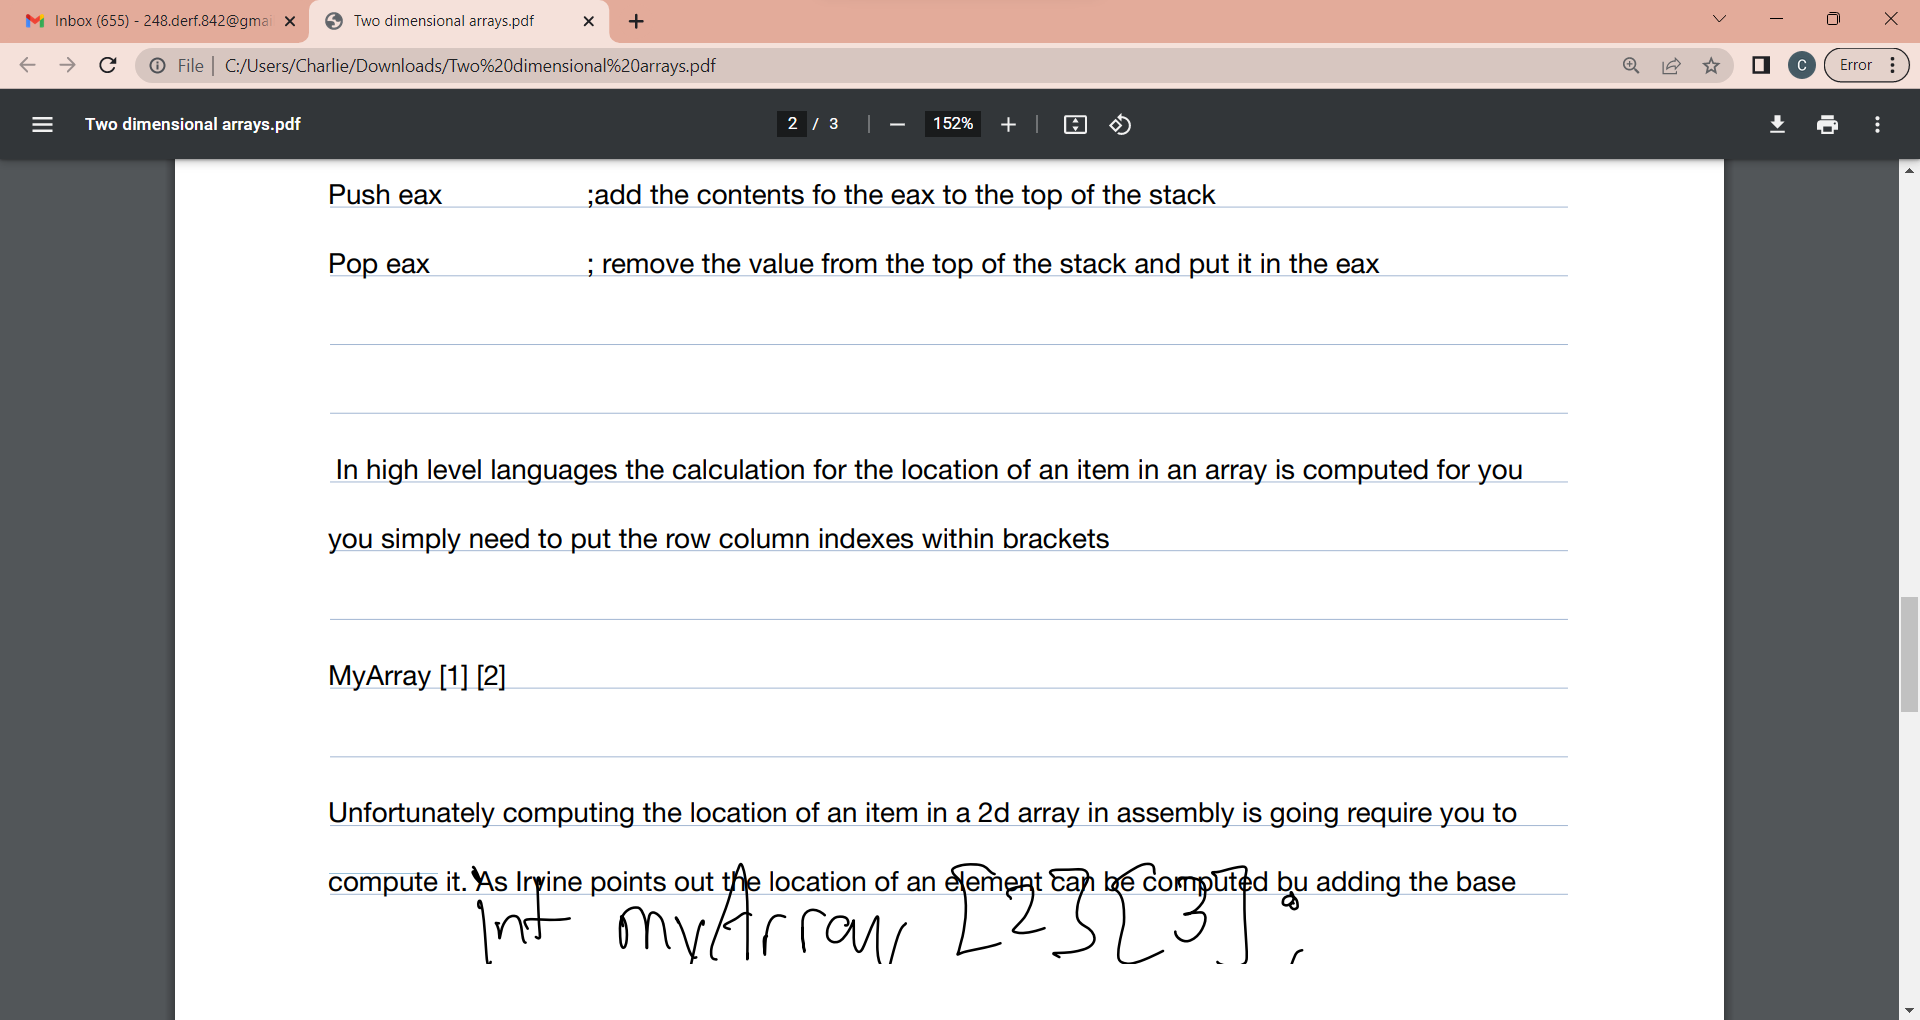 Inbox (655) - 248.derf.842@gmai
Two dimensional arrays.pdf
File | C:/Users/Charlie/Downloads/Two%20dimensional%20arrays.pdf
C
Error
Two dimensional arrays.pdf
2 / 3
152%
Push eax ;add the contents fo the eax to the top of the stack
Pop eax ; remove the value from the top of the stack and put it in the eax
In high level languages the calculation for the location of an item in an array is computed for you
you simply need to put the row column indexes within brackets
MyArray [1] [2]
Unfortunately computing the location of an item in a 2d array in assembly is going require you to
compute it. As Irvine points out the location of an element can be computed bu adding the base
int myArray [2][3];